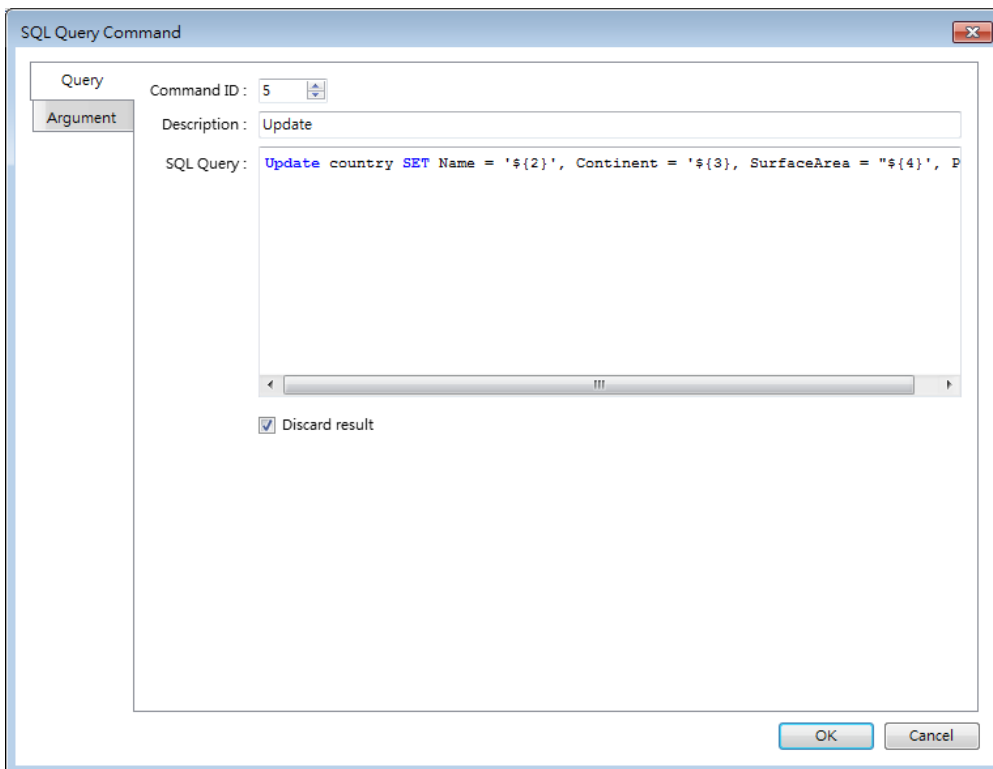 SQL Query Command
Query
Argument
Command ID : 5
Description : Update
SQL Query : Update country SET Name = '${2}', Continent = '${3}, SurfaceArea = "${4}', P
Discard result
OK Cancel